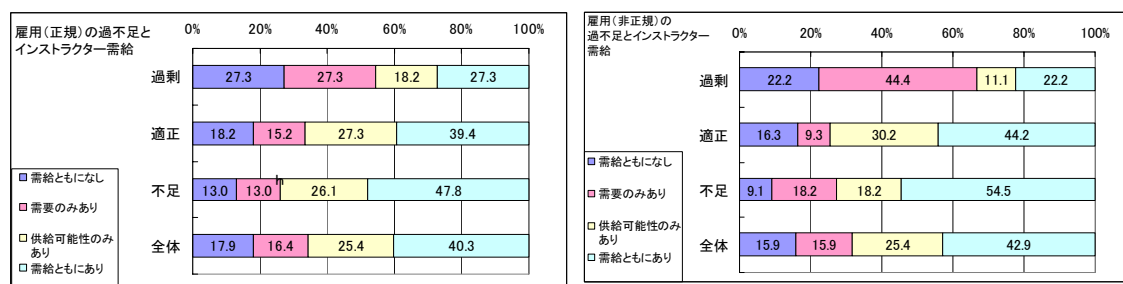 雇用(正規)の過不足と
インストラクター需給
0% 20% 40% 60% 80% 100%
過剰 27.3 27.3 18.2 27.3
適正 18.2 15.2 27.3 39.4
不足 13.0 13.0 26.1 47.8
全体 17.9 16.4 25.4 40.3
h
需給ともになし
需要のみあり
供給可能性のみ
あり
需給ともにあり
雇用(非正規)の
過不足とインストラクター
需給
0% 20% 40% 60% 80% 100%
過剰 22.2 44.4 11.1 22.2
適正 16.3 9.3 30.2 44.2
不足 9.1 18.2 18.2 54.5
全体 15.9 15.9 25.4 42.9
需給ともになし
需要のみあり
供給可能性のみ
あり
需給ともにあり